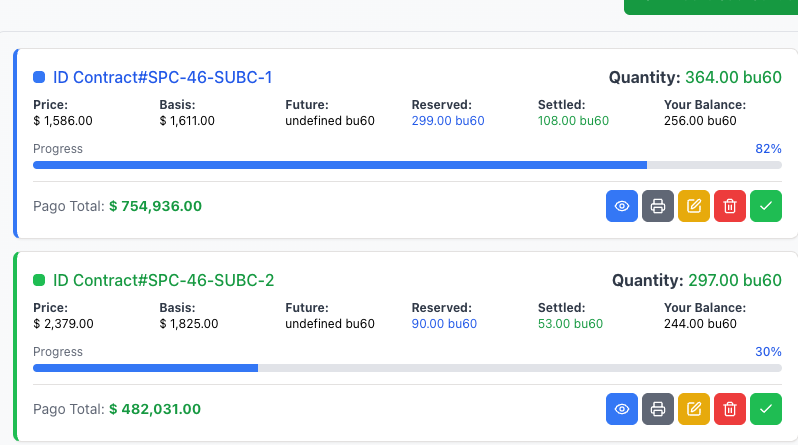 ID Contract#SPC-46-SUBC-1 Quantity: 364.00 bu60
Price: Basis: Future: Reserved: Settled: Your Balance:
$ 1,586.00 $ 1,611.00 undefined bu60 299.00 bu60 108.00 bu60 256.00 bu60
Progress 82%
Pago Total: $ 754,936.00
ID Contract#SPC-46-SUBC-2 Quantity: 297.00 bu60
Price: Basis: Future: Reserved: Settled: Your Balance:
$ 2,379.00 $ 1,825.00 undefined bu60 90.00 bu60 53.00 bu60 244.00 bu60
Progress 30%
Pago Total: $ 482,031.00